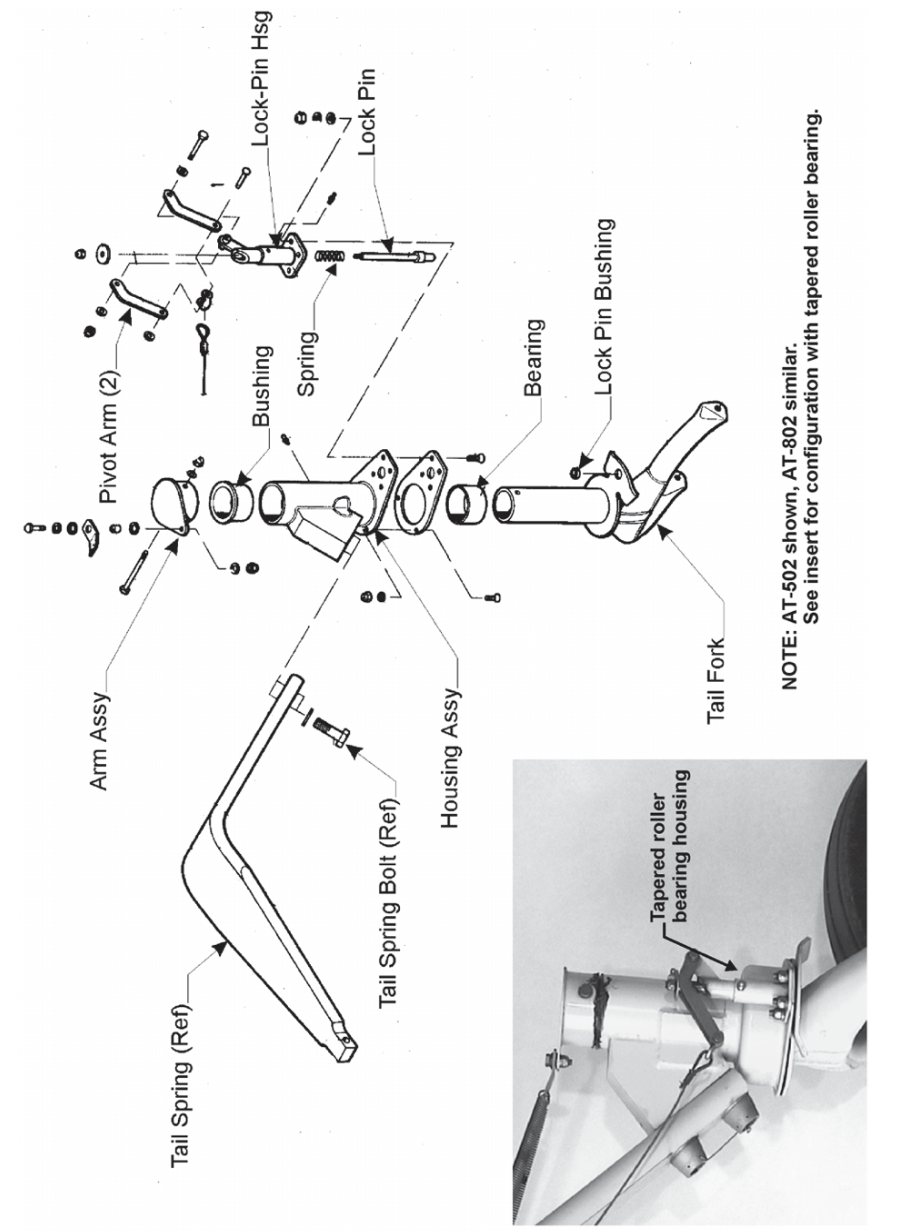 Lock-Pin Hsg
Lock Pin
Pivot Arm (2)
Bushing
Spring
Bearing
Lock Pin Bushing
Arm Assy
Housing Assy
Tail Fork
Tail Spring (Ref)
Tail Spring Bolt (Ref)
NOTE: AT-502 shown, AT-802 similar.
See insert for configuration with tapered roller bearing.
Tapered roller
bearing housing